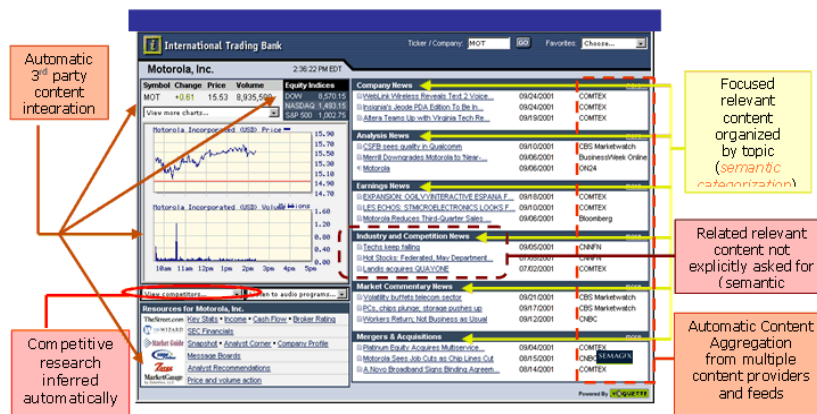 Automatic
3rd party
content
integration
Competitive
research
inferred
automatically
International Trading Bank
Ticker / Company: MOT GO Favorites: Choose...
Motorola, Inc. 2:36:22 PM EDT
Symbol Change Price Volume
MOT +0.61 15.53 8,935,500
View more charts...
Equity Indices
DOW 8,570.15
NASDAQ 1,493.15
S&P 500 1,002.75
Motorola Incorporated (USD) Price
15.90
15.70
15.50
15.30
15.10
14.90
14.70
Motorola Incorporated (USD)
1.60
1.20
0.80
0.40
0.00
10am 11am 12pm 1pm 2pm 3pm 4pm 5pm
View competitors... to audio programs...
Resources for Motorola, Inc.
TheStreet.com Key Stats • Income • Cash Flow • Broker Rating
WIZARD SEC Financials
Market Guide Snapshot • Analyst Corner • Company Profile
Message Boards
Zacks Analyst Recommendations
MarketGauge Price and volume action
Company News
WebLink Wireless Reveals Text 2 Voice... 09/24/2001 COMTEX
Insignia's Jeode PDA Edition To Be In... 09/24/2001 COMTEX
Altera Teams Up with Virginia Tech Re... 09/19/2001 COMTEX
Analysis News
CSFB sees quality in Qualcomm 09/10/2001 CBS Marketwatch
Merrill Downgrades Motorola to 'Near-... 09/06/2001 BusinessWeek Online
Motorola 09/06/2001 ON24
Earnings News
EXPANSION: OGILVYINTERACTIVE ESPANA F... 09/18/2001 COMTEX
LES ECHOS: STMICROELECTRONICS LOOKS F... 09/10/2001 COMTEX
Motorola Reduces Third-Quarter Sales ... 09/06/2001 Bloomberg
Industry and Competition News
Techs keep falling 09/05/2001 CNNFN
Hot Stocks: Federated, May Department... CNNFN
Landis acquires QUAYONE 07/02/2001 COMTEX
Market Commentary News
Volatility buffets telecom sector 09/21/2001 CBS Marketwatch
PCs, chips plunge, storage pushes up 09/17/2001 CBS Marketwatch
Workers Return, Not Business as Usual 09/12/2001 CNBC
Mergers & Acquisitions
Platinum Equity Acquires Multiservice... 09/04/2001 COMTEX
Motorola Sees Job Cuts as Chip Lines Cut 08/15/2001 CNBC
SEMAGIX
A Novo Broadband Signs Binding Agreem... 08/14/2001 COMTEX
Powered By VOQUETTE
Focused
relevant
content
organized
by topic
(semantic
categorization)
Related relevant
content not
explicitly asked for
(semantic
Automatic Content
Aggregation
from multiple
content providers
and feeds